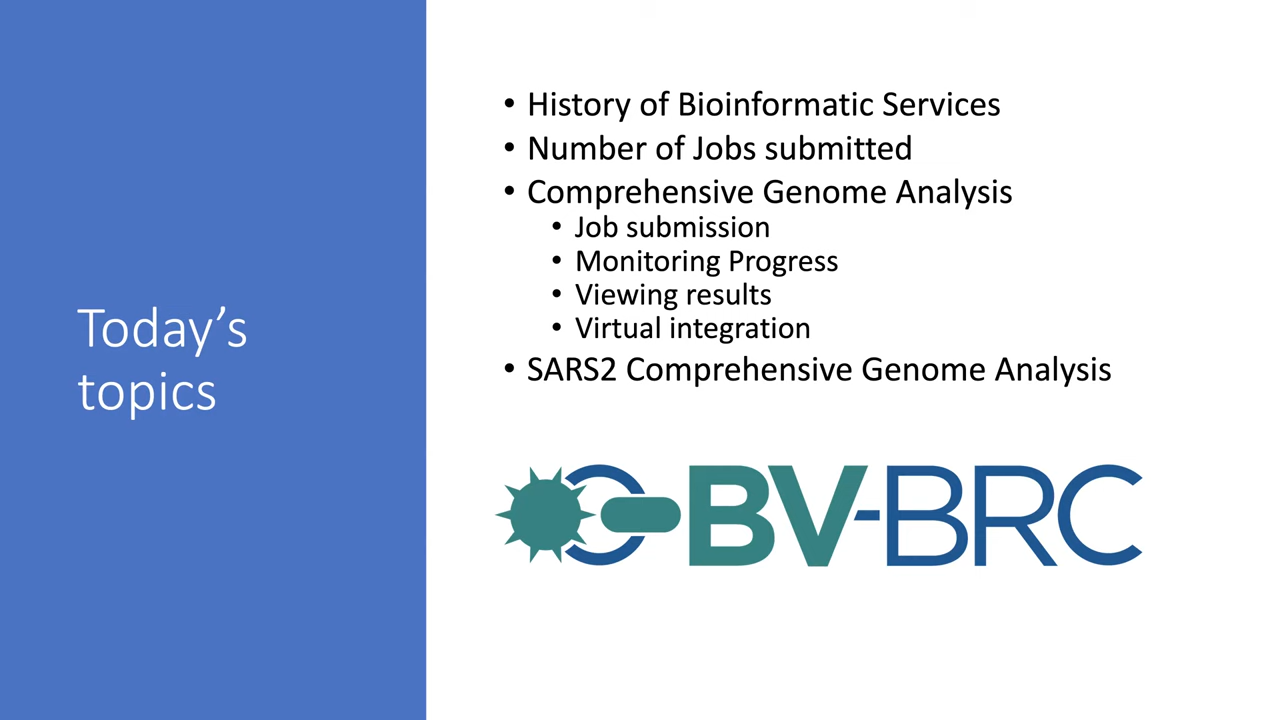 Today’s
topics
• History of Bioinformatic Services
• Number of Jobs submitted
• Comprehensive Genome Analysis
• Job submission
• Monitoring Progress
• Viewing results
• Virtual integration
• SARS2 Comprehensive Genome Analysis
BV-BRC